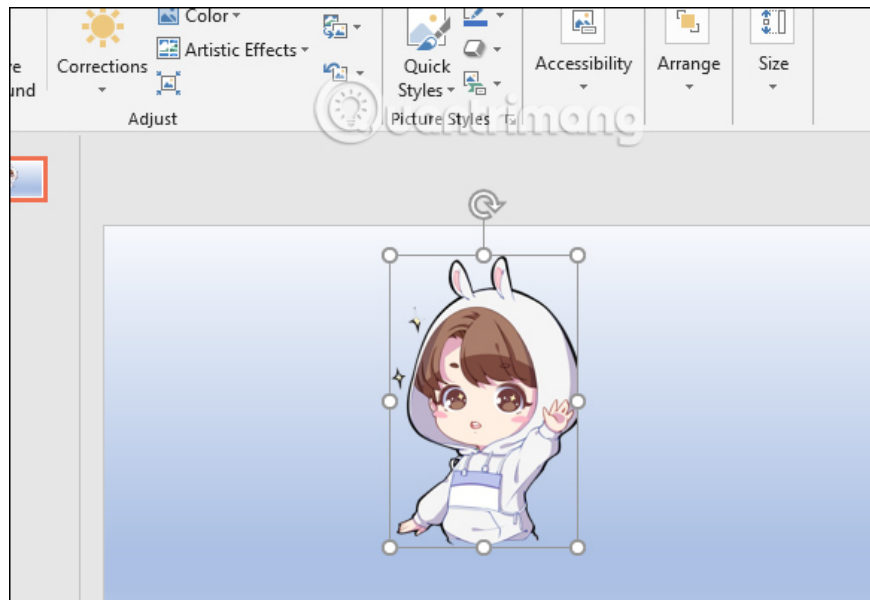 Color
Artistic Effects
re
und
Corrections
Quick
Styles
Accessibility
Arrange
Size
Adjust
Picture Styles
Quantrimang